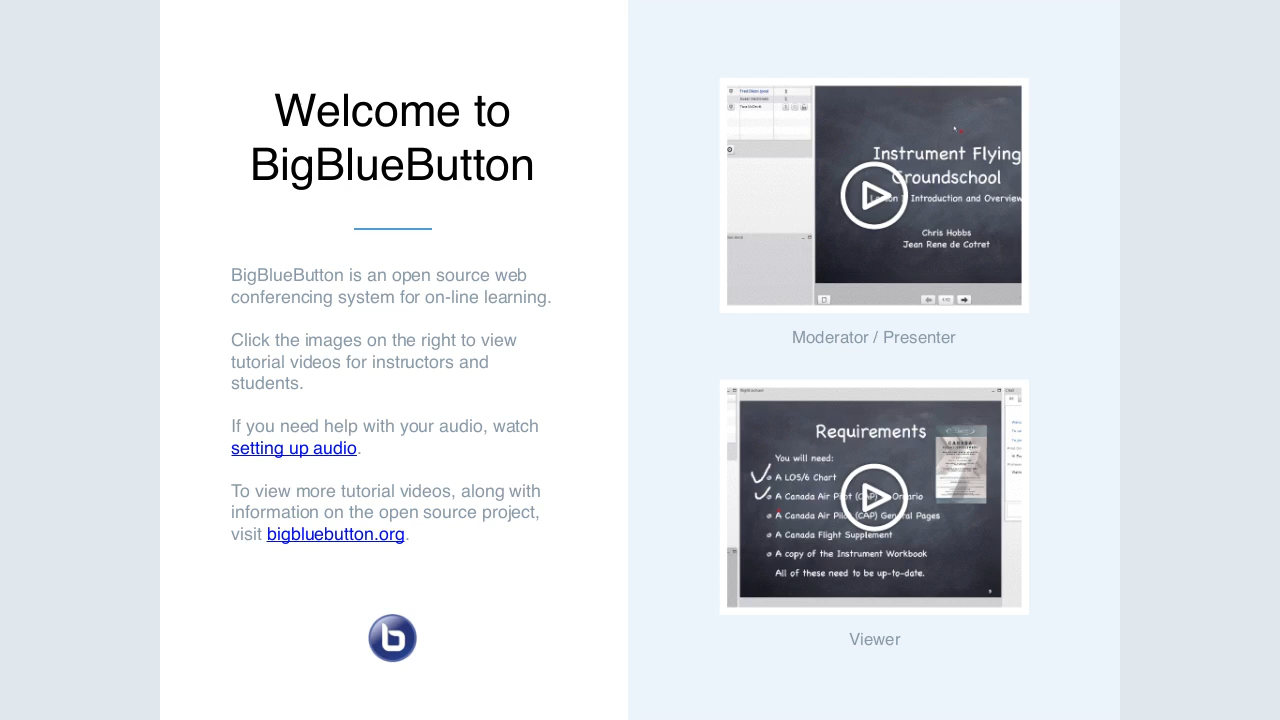 Welcome to
BigBlueButton
BigBlueButton is an open source web
conferencing system for on-line learning.
Click the images on the right to view
tutorial videos for instructors and
students.
If you need help with your audio, watch
setting up audio.
To view more tutorial videos, along with
information on the open source project,
visit bigbluebutton.org.
b
Instrument Flying
Groundschool
1: Introduction and Overview
Chris Hobbs
Jean Rene de Cotret
Moderator / Presenter
Requirements
You will need:
A LO5/6 Chart
A Canada Air Pilot (CAP) Ontario
A Canada Air Pilot (CAP) General Pages
A Canada Flight Supplement
A copy of the Instrument Workbook
All of these need to be up-to-date.
CANADA
Viewer